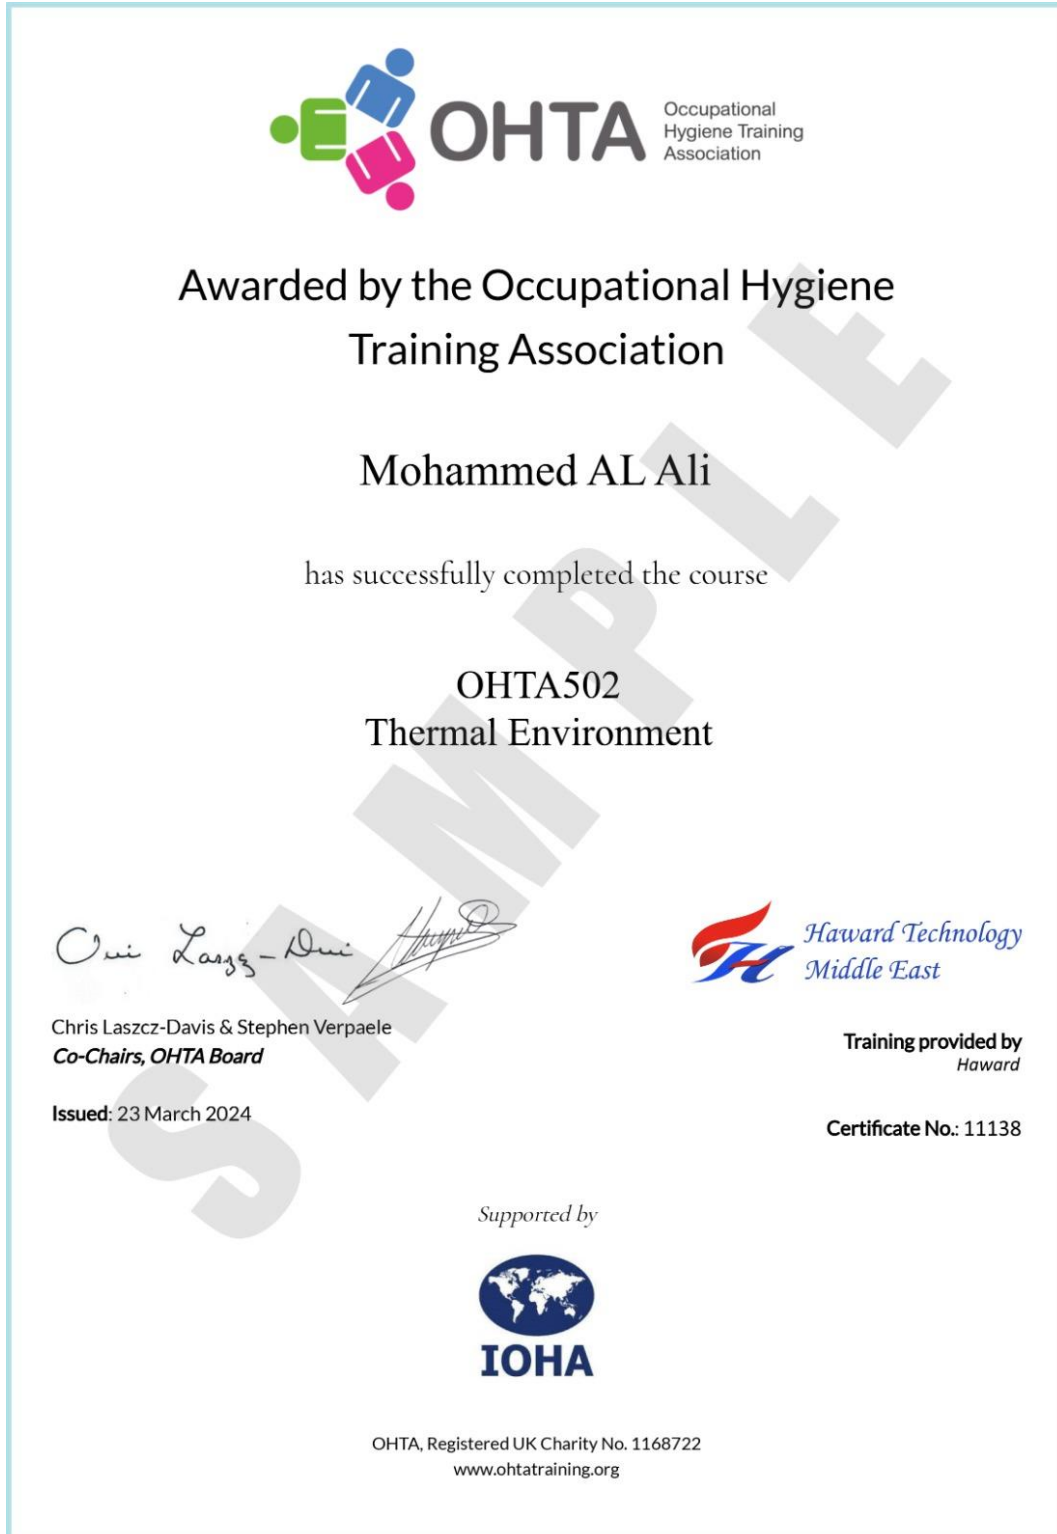 OHTA
Occupational
Hygiene Training
Association
Awarded by the Occupational Hygiene
Training Association
Mohammed AL Ali
has successfully completed the course
OHTA502
Thermal Environment
SAMPLE
Haward Technology
Middle East
Chris Laszcz-Davis & Stephen Verpaele
Co-Chairs, OHTA Board
Training provided by
Haward
Issued: 23 March 2024
Certificate No.: 11138
Supported by
IOHA
OHTA, Registered UK Charity No. 1168722
www.ohtatraining.org